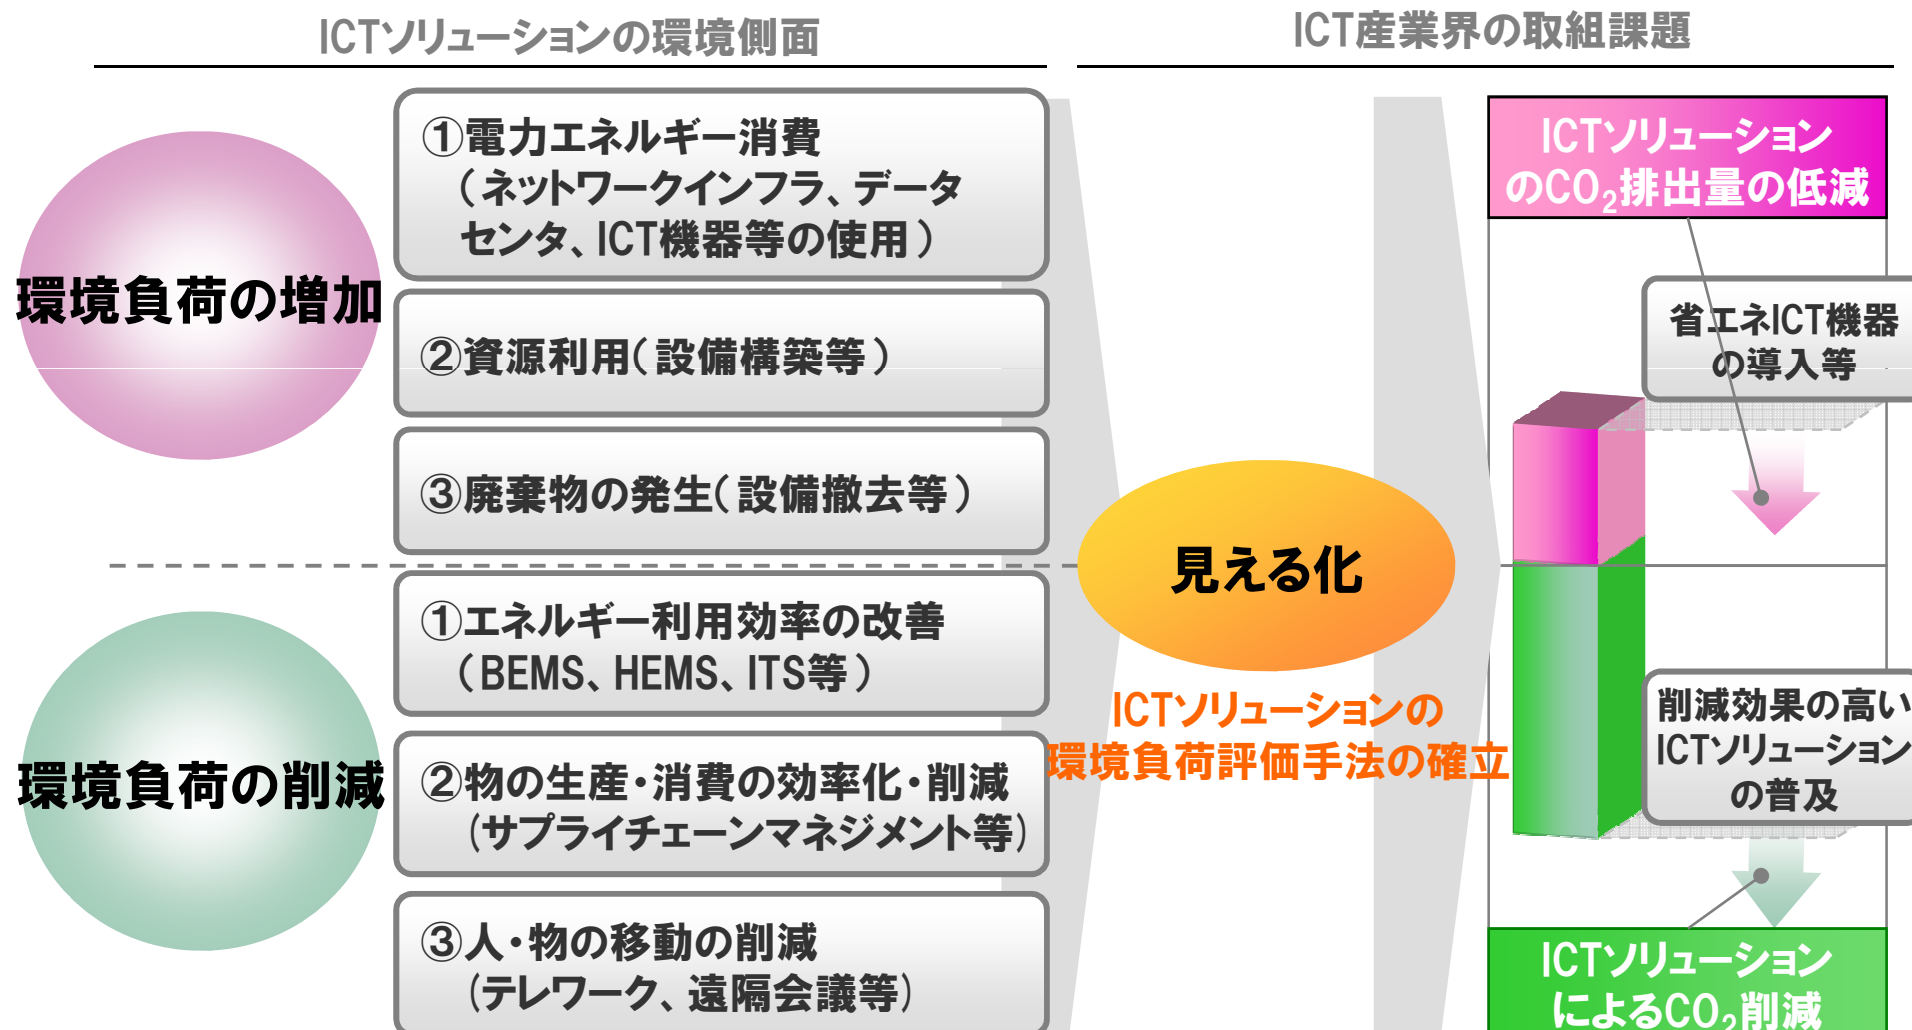 ICTソリューションの環境側面
ICT産業界の取組課題
環境負荷の増加
①電力エネルギー消費
（ネットワークインフラ、データ
センタ、ICT機器等の使用）
②資源利用（設備構築等）
③廃棄物の発生（設備撤去等）
環境負荷の削減
①エネルギー利用効率の改善
（BEMS、HEMS、ITS等）
②物の生産・消費の効率化・削減
（サプライチェーンマネジメント等）
③人・物の移動の削減
（テレワーク、遠隔会議等）
見える化
ICTソリューションの
環境負荷評価手法の確立
ICTソリューション
のCO₂排出量の低減
省エネICT機器
の導入等
削減効果の高い
ICTソリューション
の普及
ICTソリューション
によるCO₂削減